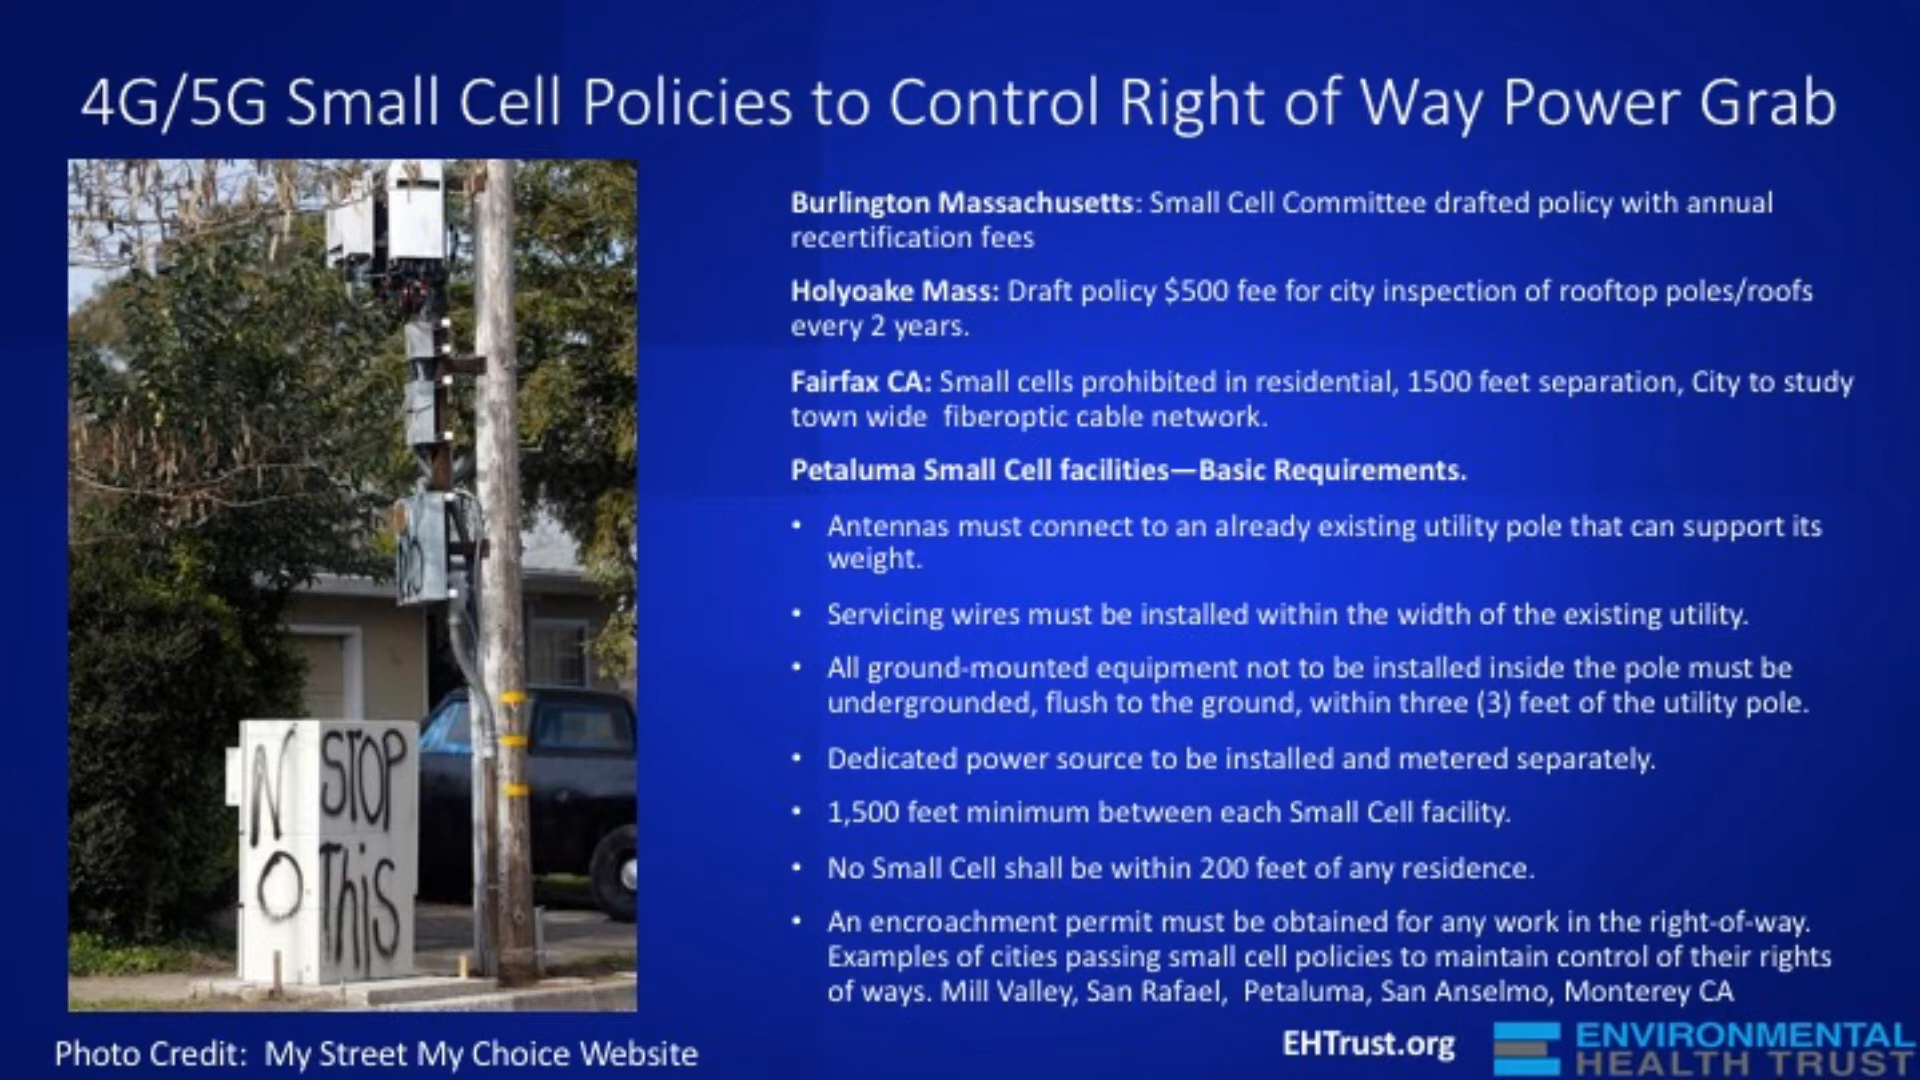 4G/5G Small Cell Policies to Control Right of Way Power Grab
Burlington Massachusetts: Small Cell Committee drafted policy with annual
recertification fees
Holyoake Mass: Draft policy $500 fee for city inspection of rooftop poles/roofs
every 2 years.
Fairfax CA: Small cells prohibited in residential, 1500 feet separation, City to study
town wide  fiberoptic cable network.
Petaluma Small Cell facilities—Basic Requirements.
• Antennas must connect to an already existing utility pole that can support its
weight.
• Servicing wires must be installed within the width of the existing utility.
• All ground-mounted equipment not to be installed inside the pole must be
undergrounded, flush to the ground, within three (3) feet of the utility pole.
• Dedicated power source to be installed and metered separately.
• 1,500 feet minimum between each Small Cell facility.
• No Small Cell shall be within 200 feet of any residence.
• An encroachment permit must be obtained for any work in the right-of-way.
Examples of cities passing small cell policies to maintain control of their rights
of ways. Mill Valley, San Rafael,  Petaluma, San Anselmo, Monterey CA
NO
STOP
ThiS
Photo Credit:  My Street My Choice Website
EHTrust.org
ENVIRONMENTAL
HEALTH TRUST